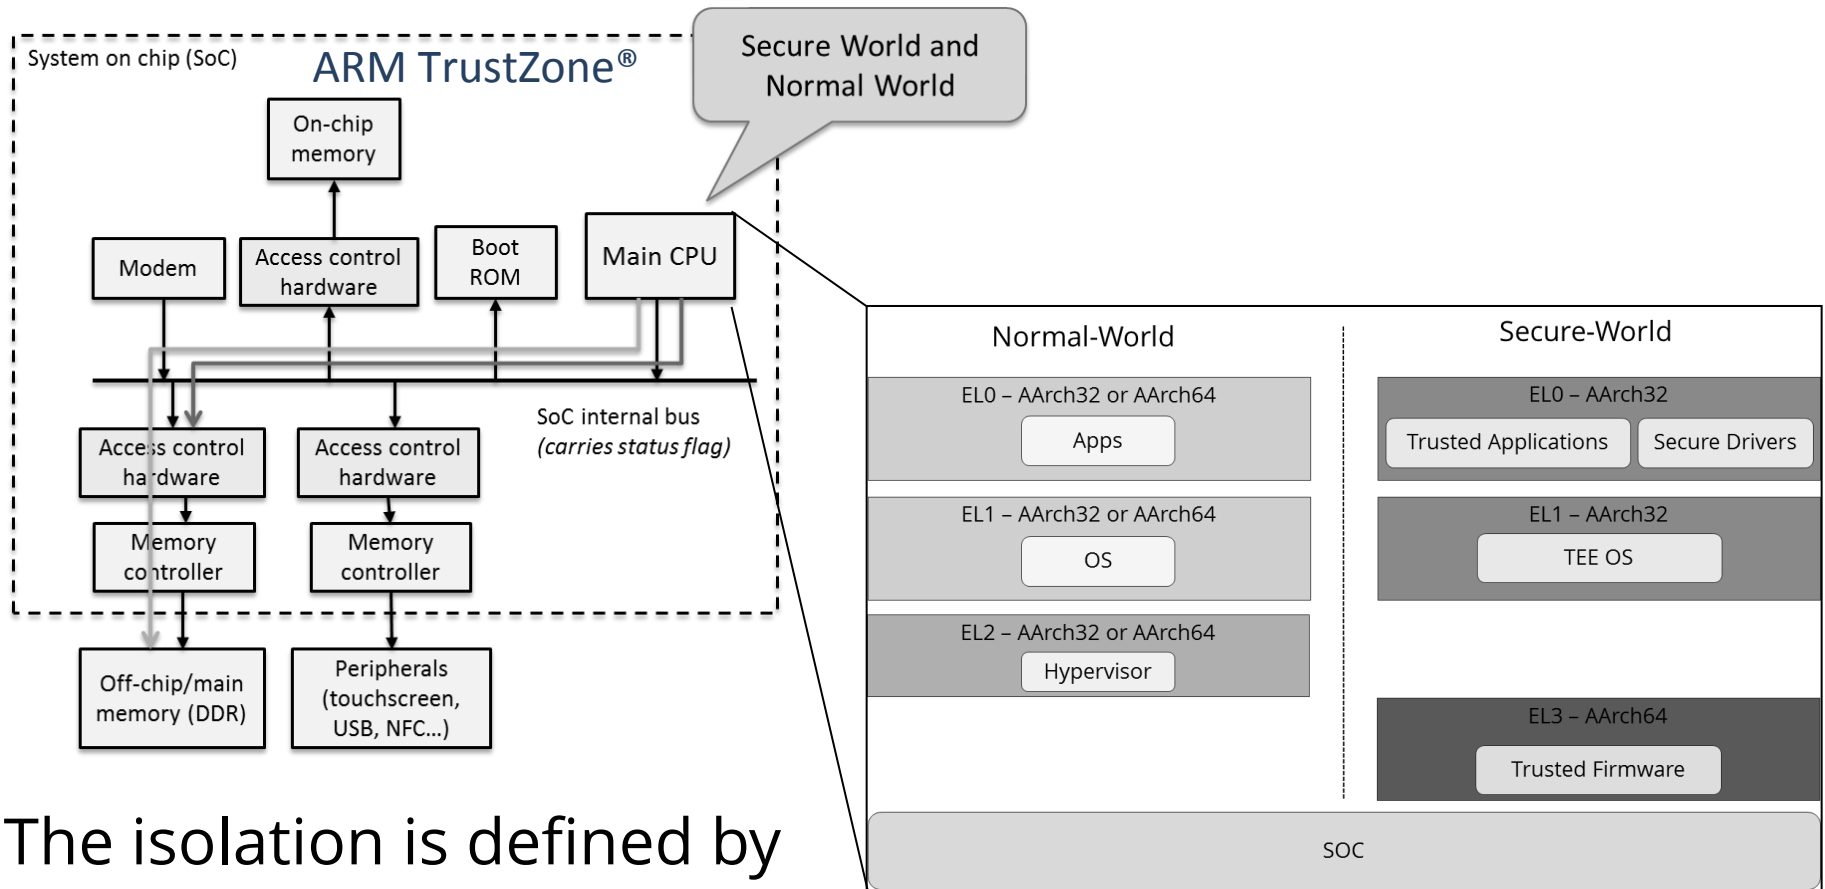 System on chip (SoC)
ARM TrustZone®
Secure World and
Normal World
On-chip
memory
Modem
Access control
hardware
Boot
ROM
Main CPU
SoC internal bus
(carries status flag)
Access control
hardware
Access control
hardware
Memory
controller
Memory
controller
Off-chip/main
memory (DDR)
Peripherals
(touchscreen,
USB, NFC...)
Normal-World
EL0 – AArch32 or AArch64
Apps
EL1 – AArch32 or AArch64
OS
EL2 – AArch32 or AArch64
Hypervisor
Secure-World
EL0 – AArch32
Trusted Applications
Secure Drivers
EL1 – AArch32
TEE OS
EL3 – AArch64
Trusted Firmware
SOC
The isolation is defined by